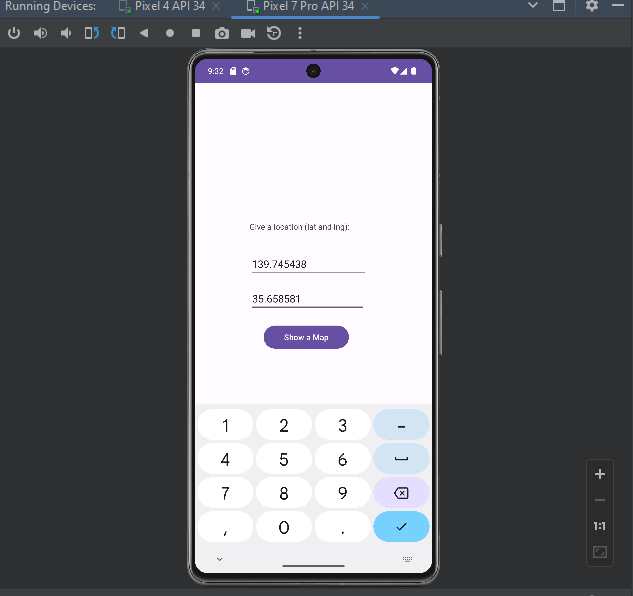 Running Devices: Pixel 4 API 34 Pixel 7 Pro API 34
9:32
Give a location (lat and lng):
139.745438
35.658581
Show a Map
1 2 3 -
4 5 6
7 8 9
, 0 .
1:1